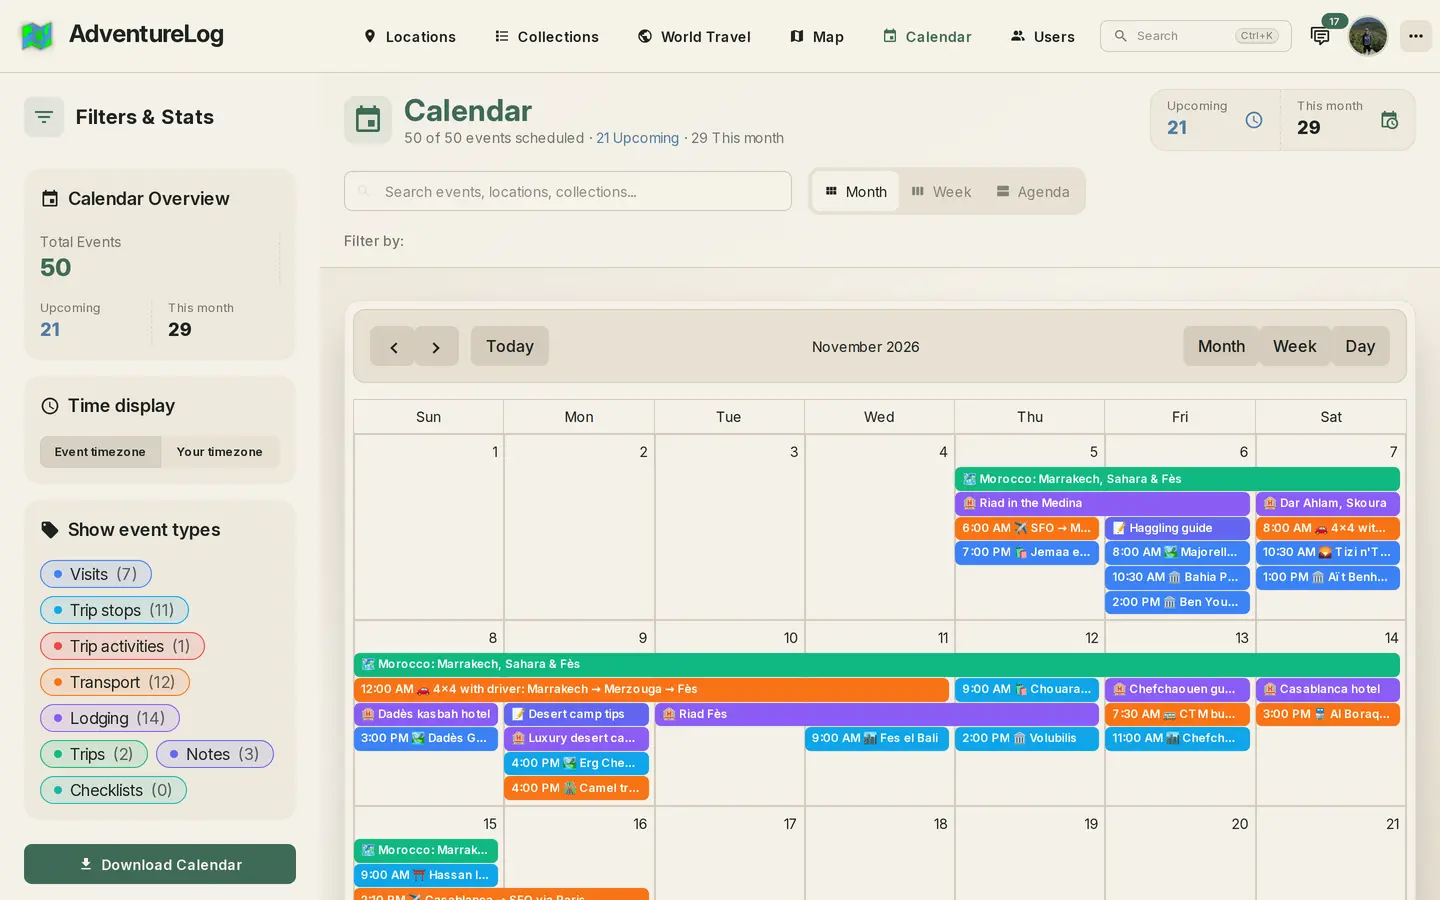 AdventureLog
Locations
Collections
World Travel
Map
Calendar
Users
Search
Ctrl+K
17
Filters & Stats
Calendar Overview
Total Events
50
Upcoming
This month
21
29
Time display
Event timezone
Your timezone
Show event types
Visits (7)
Trip stops (11)
Trip activities (1)
Transport (12)
Lodging (14)
Trips (2)
Notes (3)
Checklists (0)
Download Calendar
Calendar
50 of 50 events scheduled · 21 Upcoming · 29 This month
Upcoming
21
This month
29
Search events, locations, collections...
Month
Week
Agenda
Filter by:
Today
November 2026
Month
Week
Day
Sun
Mon
Tue
Wed
Thu
Fri
Sat
1
2
3
4
5
6
7
Morocco: Marrakech, Sahara & Fès
Riad in the Medina
Dar Ahlam, Skoura
6:00 AM SFO → M...
Haggling guide
8:00 AM 4×4 wit...
7:00 PM Jemaa e...
8:00 AM Majorell...
10:30 AM Tizi n'T...
10:30 AM Bahia P...
1:00 PM Aït Benh...
2:00 PM Ben You...
8
9
10
11
12
13
14
Morocco: Marrakech, Sahara & Fès
12:00 AM 4×4 with driver: Marrakech → Merzouga → Fès
9:00 AM Chouara...
Chefchaouen gu...
Casablanca hotel
Dadès kasbah hotel
Desert camp tips
Riad Fès
7:30 AM CTM bu...
3:00 PM Al Boraq...
3:00 PM Dadès G...
Luxury desert ca...
9:00 AM Fes el Bali
2:00 PM Volubilis
11:00 AM Chefch...
4:00 PM Erg Che...
4:00 PM Camel tr...
15
16
17
18
19
20
21
Morocco: Marrak...
9:00 AM Hassan I...
2:10 PM Casablanca → SFO via Paris